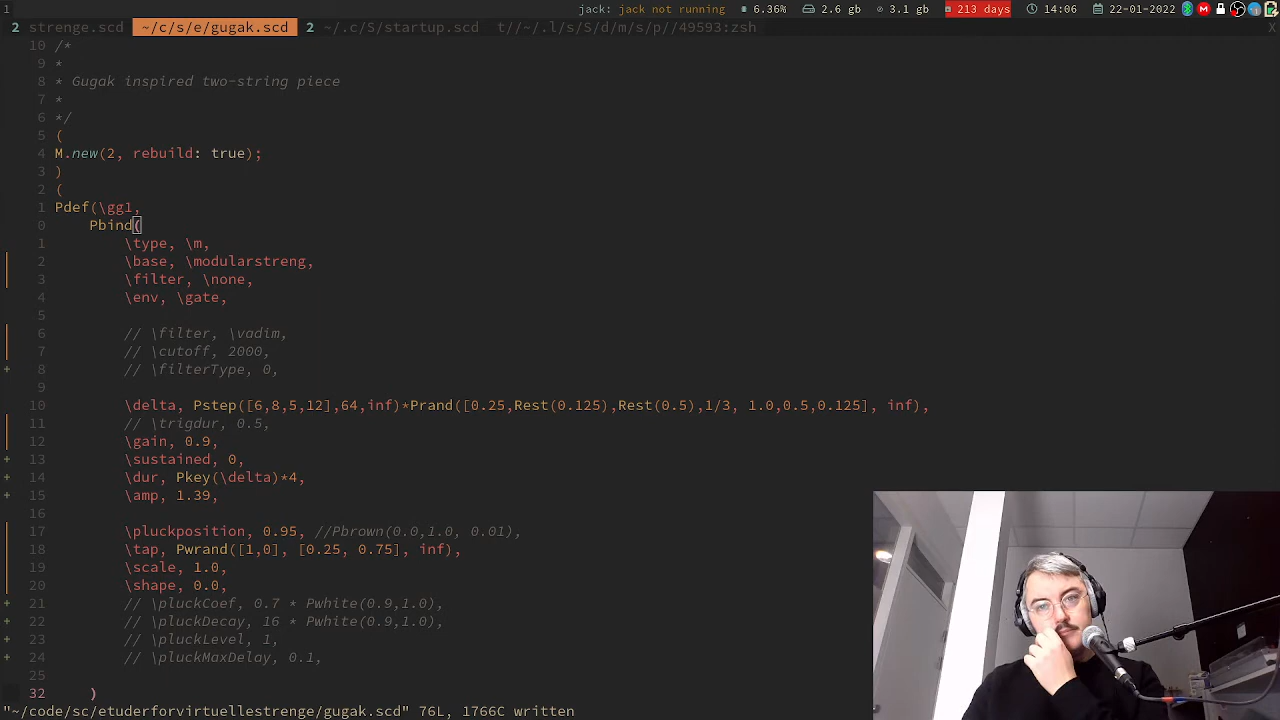 1 jack: jack not running 6.36% 2.6 gb 3.1 gb 213 days 14:06 22-01-2022
2 strenge.scd ~/c/s/e/gugak.scd 2 ~/.c/S/startup.scd t//~/.l/s/S/d/m/s/p//49593:zsh X
10 /*
9 *
8 * Gugak inspired two-string piece
7 *
6 */
5 (
4 M.new(2, rebuild: true);
3 )
2 (
1 Pdef(\gg1,
0 Pbind(
1 \type, \m,
2 \base, \modularstreng,
3 \filter, \none,
4 \env, \gate,
5
6 // \filter, \vadim,
7 // \cutoff, 2000,
+ 8 // \filterType, 0,
9
10 \delta, Pstep([6,8,5,12],64,inf)*Prand([0.25,Rest(0.125),Rest(0.5),1/3, 1.0,0.5,0.125], inf),
11 // \trigdur, 0.5,
12 \gain, 0.9,
+ 13 \sustained, 0,
+ 14 \dur, Pkey(\delta)*4,
+ 15 \amp, 1.39,
16
17 \pluckposition, 0.95, //Pbrown(0.0,1.0, 0.01),
18 \tap, Pwrand([1,0], [0.25, 0.75], inf),
19 \scale, 1.0,
20 \shape, 0.0,
+ 21 // \pluckCoef, 0.7 * Pwhite(0.9,1.0),
+ 22 // \pluckDecay, 16 * Pwhite(0.9,1.0),
+ 23 // \pluckLevel, 1,
+ 24 // \pluckMaxDelay, 0.1,
25
32 )
"~/code/sc/etuderforvirtuellestrenge/gugak.scd" 76L, 1766C written